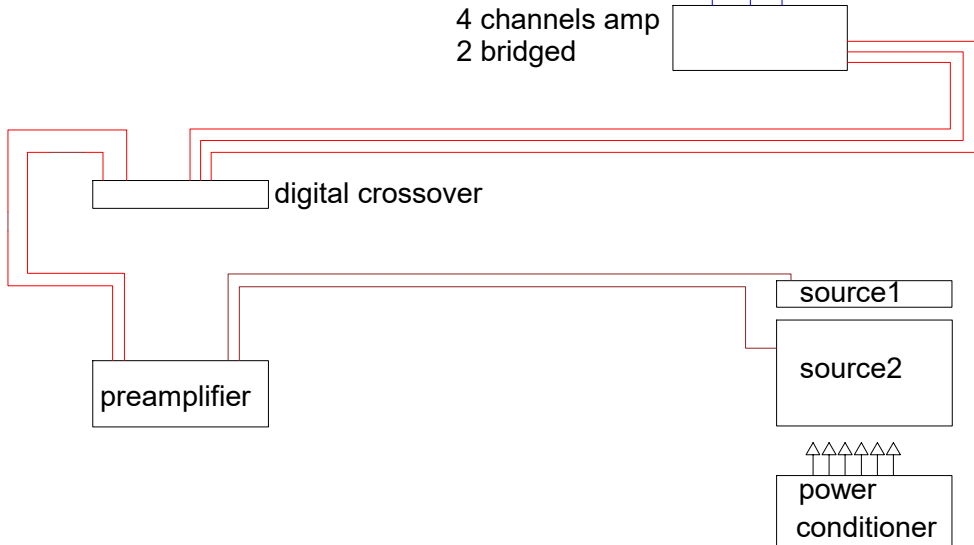 4 channels amp
2 bridged
digital crossover
source1
source2
preamplifier
power
conditioner